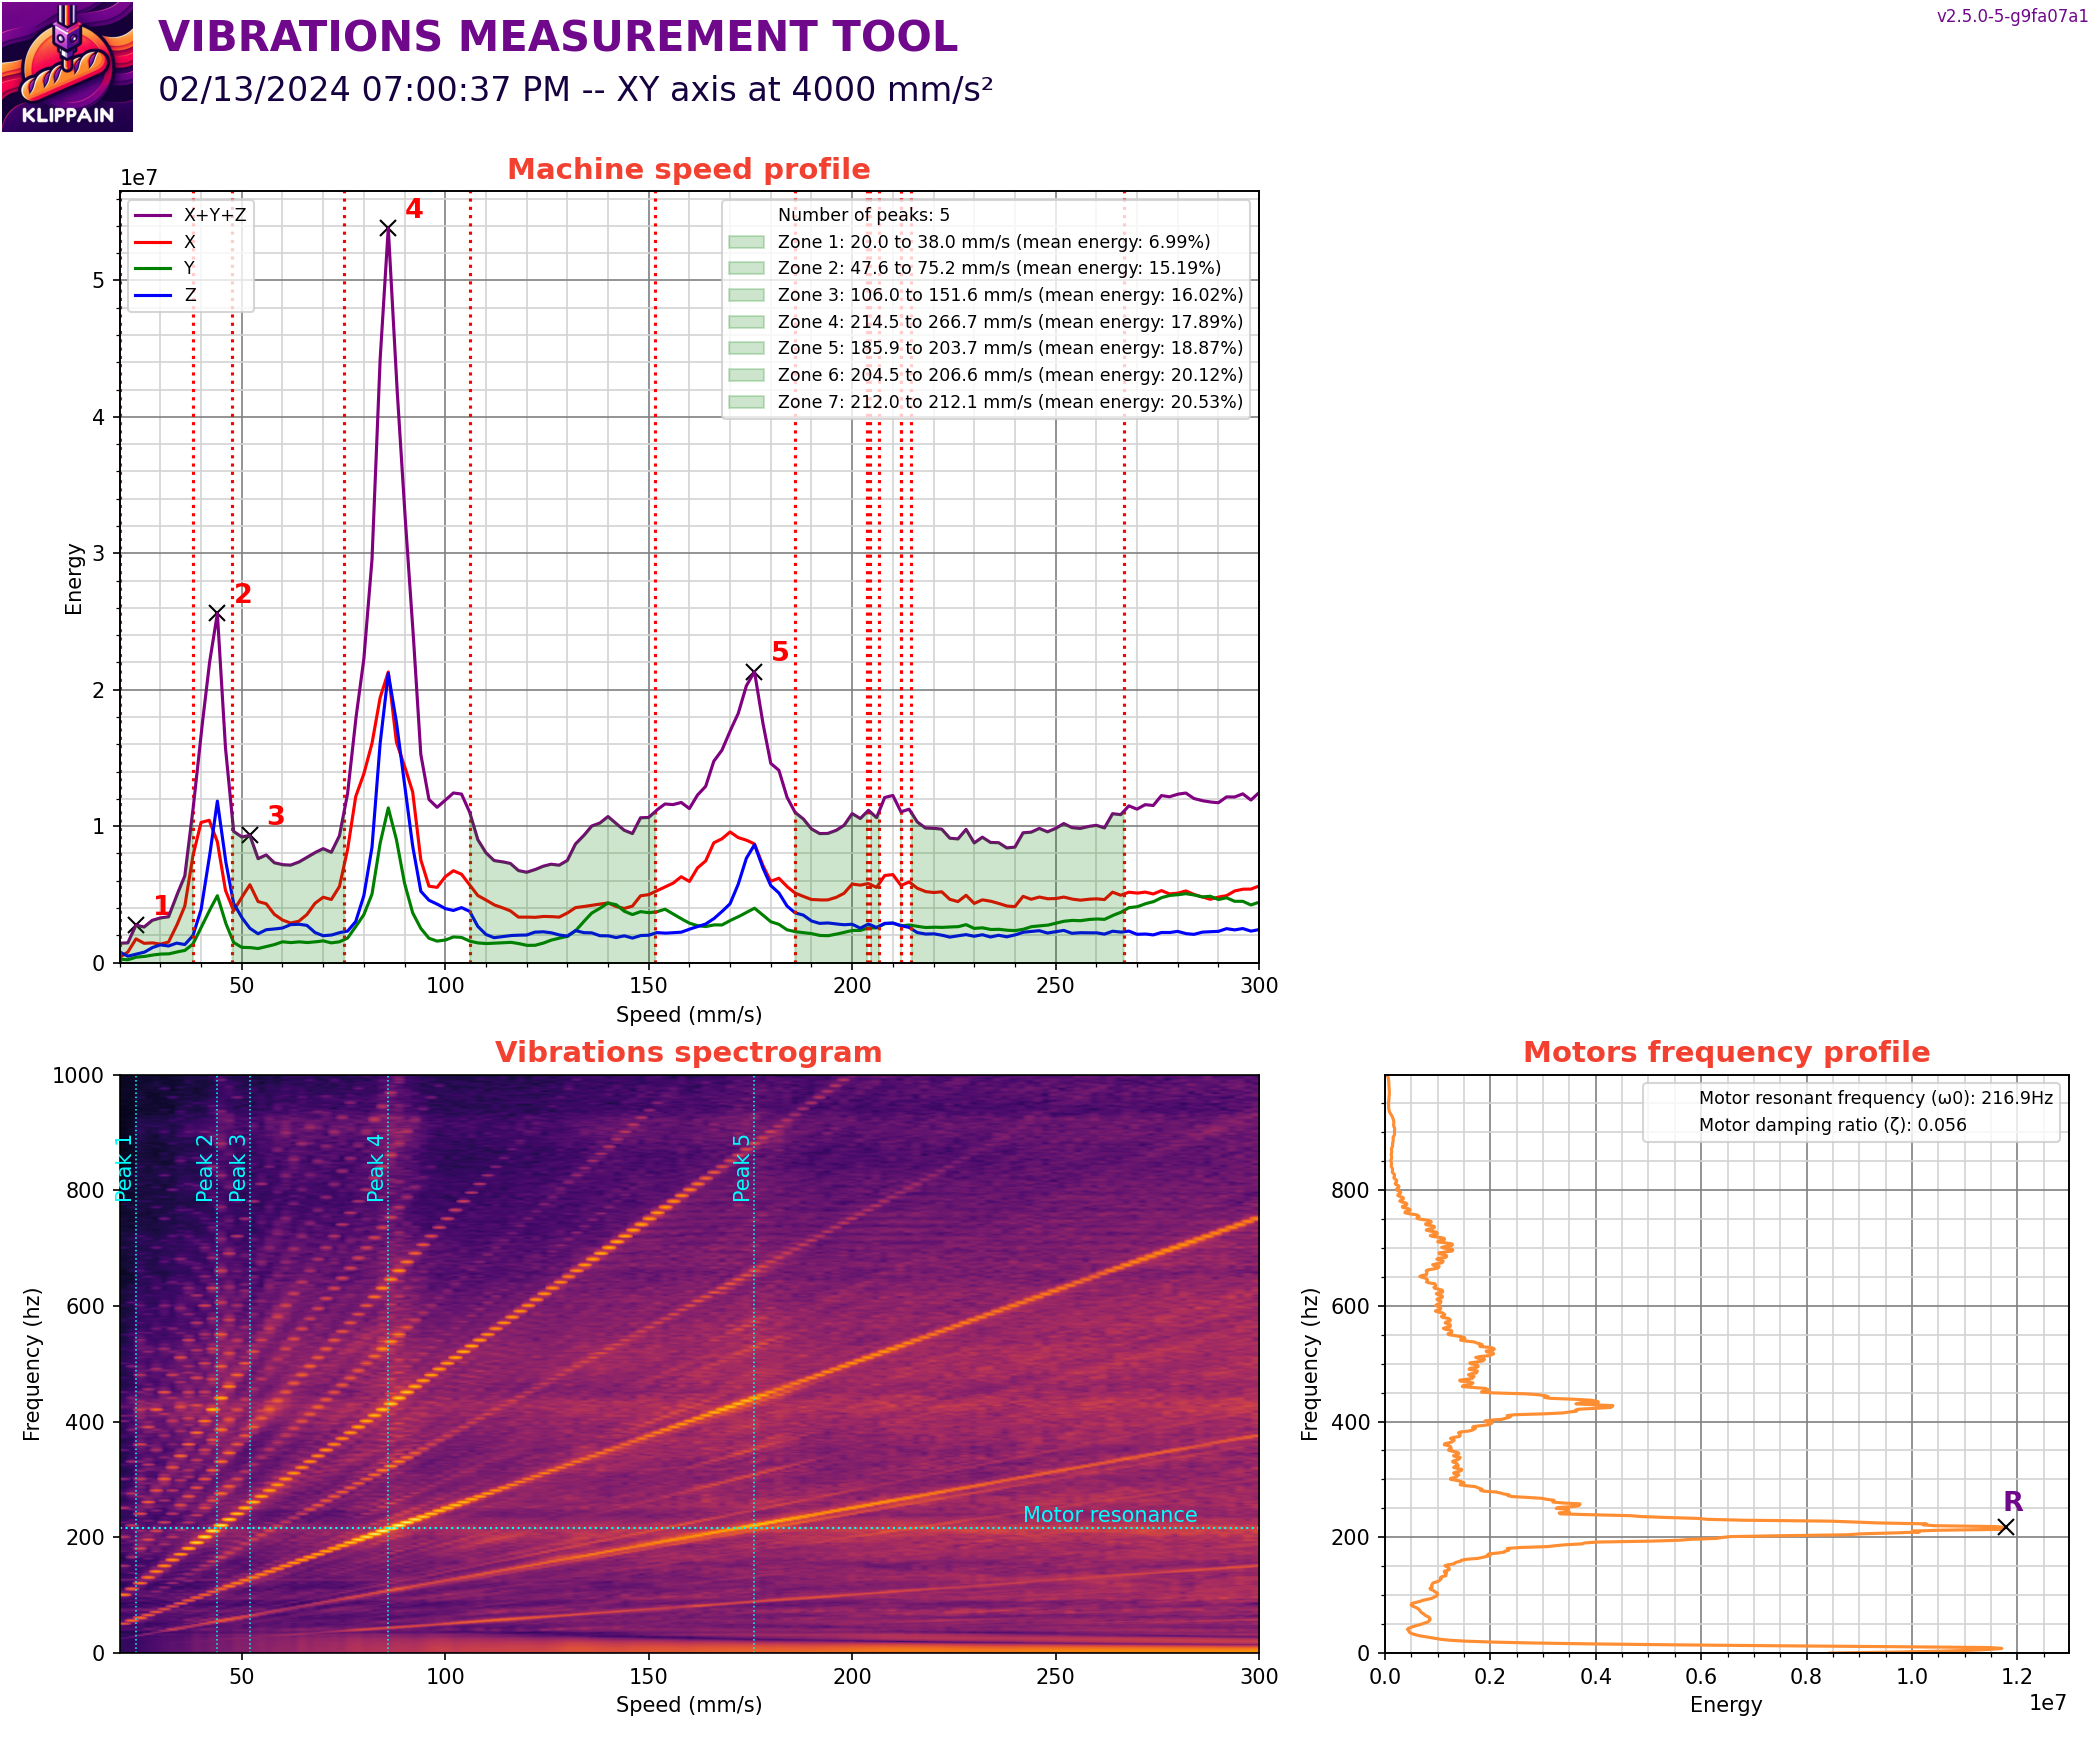 KLIPPAIN
VIBRATIONS MEASUREMENT TOOL
02/13/2024 07:00:37 PM -- XY axis at 4000 mm/s²
v2.5.0-5-g9fa07a1
Machine speed profile
1e7
X+Y+Z
X
Y
Z
Number of peaks: 5
Zone 1: 20.0 to 38.0 mm/s (mean energy: 6.99%)
Zone 2: 47.6 to 75.2 mm/s (mean energy: 15.19%)
Zone 3: 106.0 to 151.6 mm/s (mean energy: 16.02%)
Zone 4: 214.5 to 266.7 mm/s (mean energy: 17.89%)
Zone 5: 185.9 to 203.7 mm/s (mean energy: 18.87%)
Zone 6: 204.5 to 206.6 mm/s (mean energy: 20.12%)
Zone 7: 212.0 to 212.1 mm/s (mean energy: 20.53%)
1
2
3
4
5
Energy
5
4
3
2
1
0
50 100 150 200 250 300
Speed (mm/s)
Vibrations spectrogram
Frequency (hz)
1000
800
600
400
200
0
Peak 1
Peak 2
Peak 3
Peak 4
Peak 5
Motor resonance
50 100 150 200 250 300
Speed (mm/s)
Motors frequency profile
Motor resonant frequency (ω0): 216.9Hz
Motor damping ratio (ζ): 0.056
R
Frequency (hz)
800
600
400
200
0
0.0 0.2 0.4 0.6 0.8 1.0 1.2
Energy
1e7